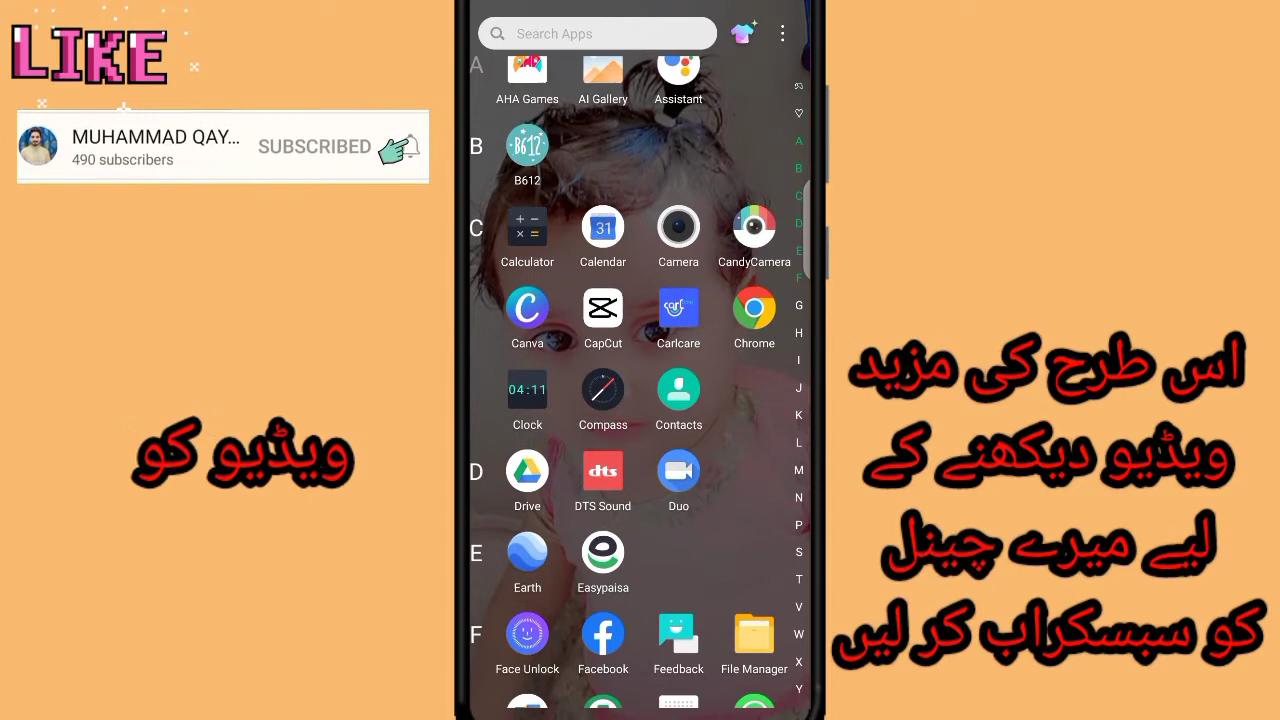 LIKE
MUHAMMAD QAY...
490 subscribers
SUBSCRIBED
Search Apps
A
AHA Games
AI Gallery
Assistant
B
B612
B612
C
31
Calculator
Calendar
Camera
CandyCamera
Canva
CapCut
Carlcare
Chrome
04:11
Clock
Compass
Contacts
D
dts
Drive
DTS Sound
Duo
E
Earth
Easypaisa
F
Face Unlock
Facebook
Feedback
File Manager
A
B
C
D
E
F
G
H
I
J
K
L
M
N
P
S
T
V
W
X
Y
ویڈیو کو
اس طرح کی مزید
ویڈیو دیکھنے کے
لیے میرے چینل
کو سبسکراب کر لیں